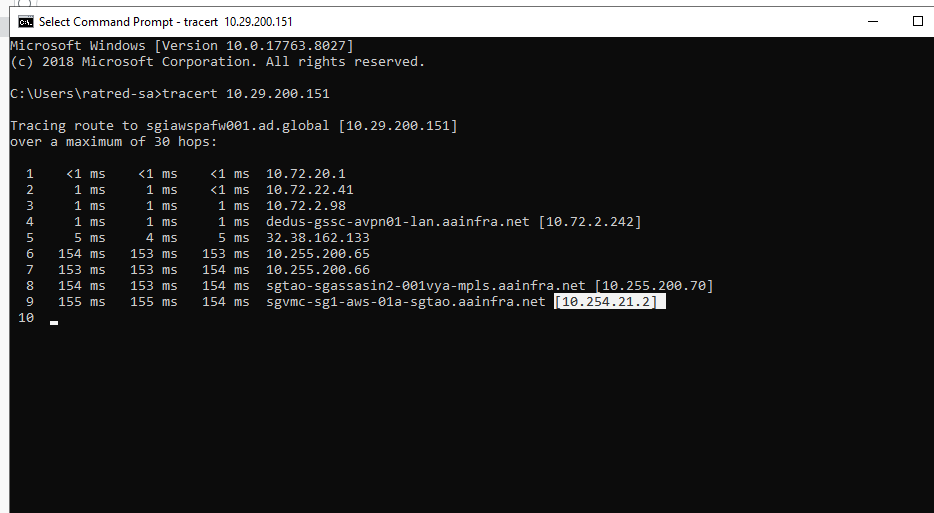 Select Command Prompt - tracert 10.29.200.151
Microsoft Windows [Version 10.0.17763.8027]
(c) 2018 Microsoft Corporation. All rights reserved.
C:\Users\ratred-sa>tracert 10.29.200.151
Tracing route to sgiawspafw001.ad.global [10.29.200.151]
over a maximum of 30 hops:
1 <1 ms <1 ms <1 ms 10.72.20.1
2 1 ms 1 ms <1 ms 10.72.22.41
3 1 ms 1 ms 1 ms 10.72.2.98
4 1 ms 1 ms 1 ms dedus-gssc-avpn01-lan.aainfra.net [10.72.2.242]
5 5 ms 4 ms 5 ms 32.38.162.133
6 154 ms 153 ms 153 ms 10.255.200.65
7 153 ms 153 ms 154 ms 10.255.200.66
8 154 ms 153 ms 154 ms sgtao-sgassasin2-001vya-mpls.aainfra.net [10.255.200.70]
9 155 ms 155 ms 154 ms sgvmc-sg1-aws-01a-sgtao.aainfra.net [10.254.21.2]
10